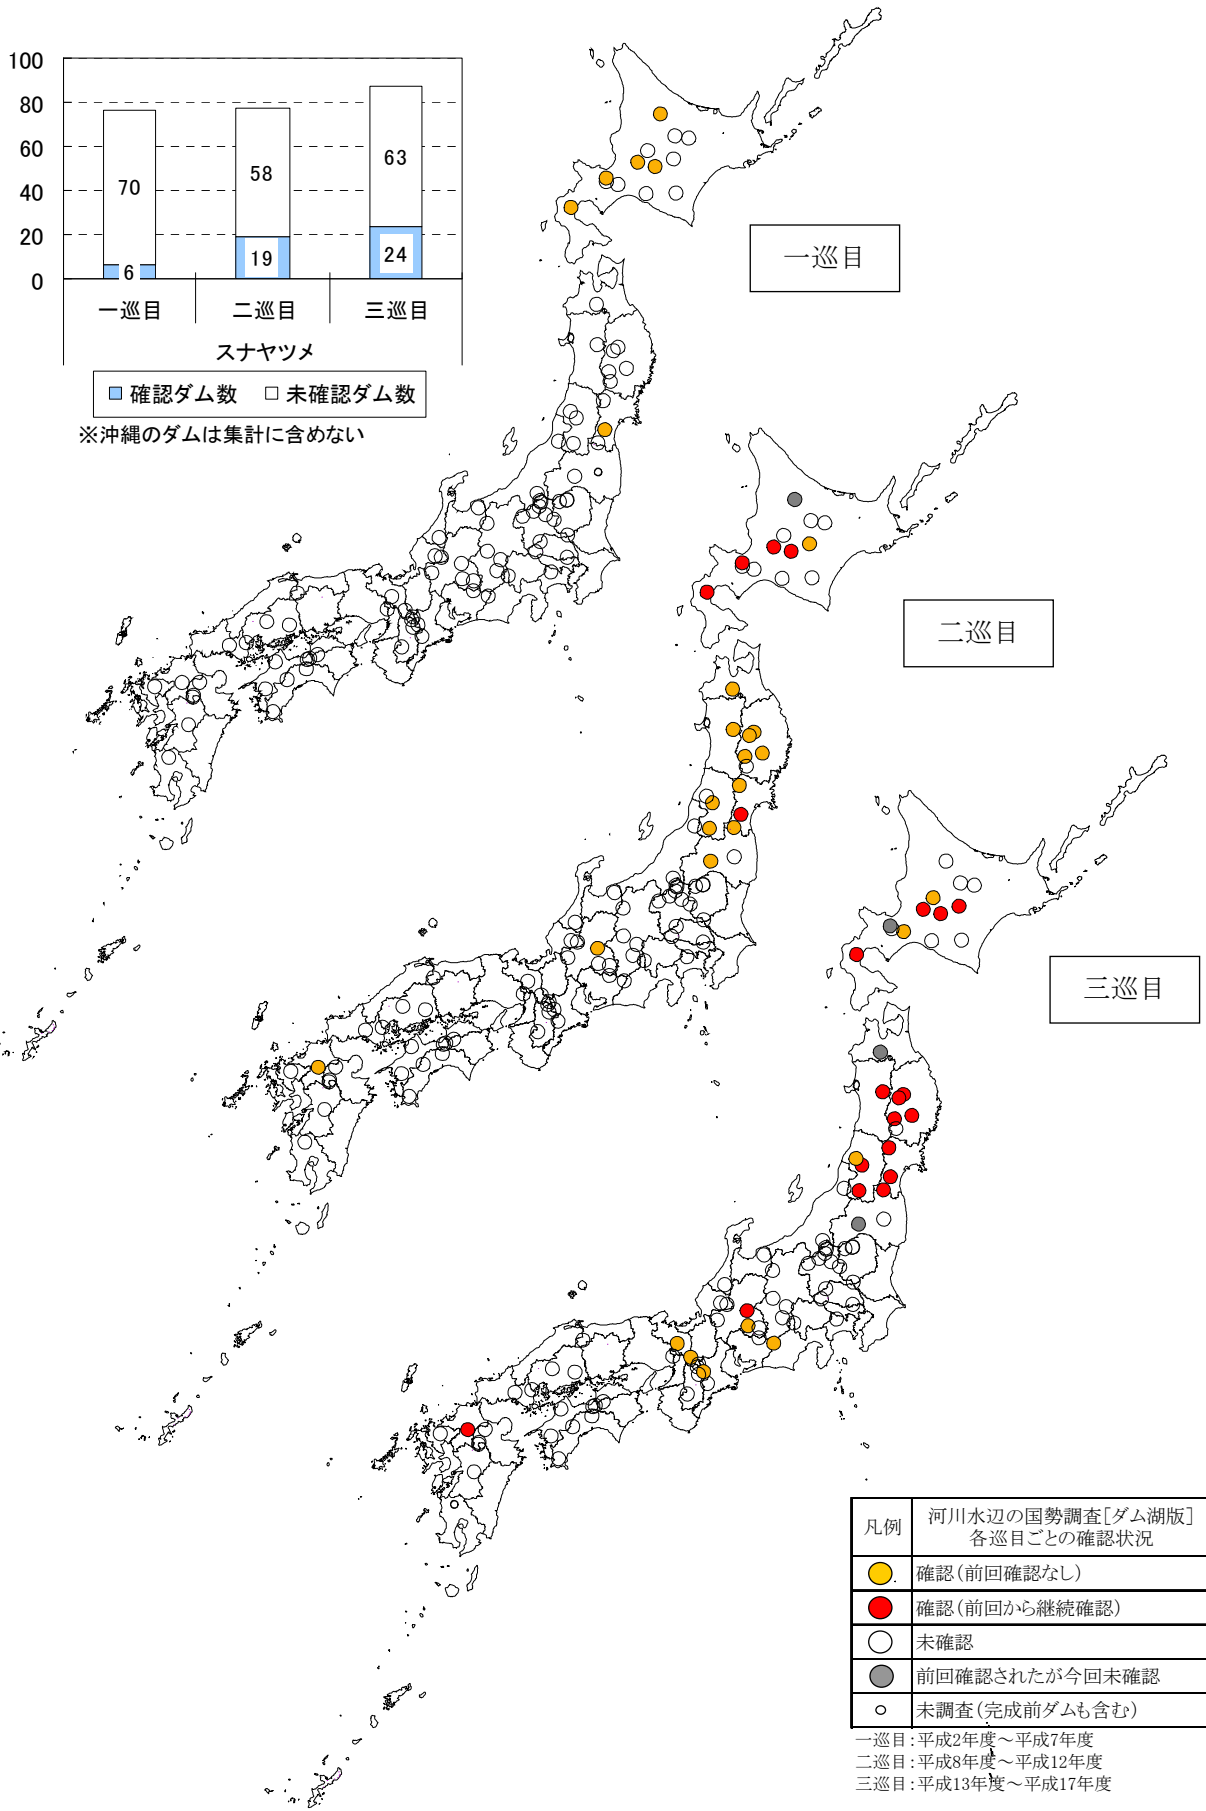 100
80
60
40
20
0
70
58
63
6
19
24
一巡目
二巡目
三巡目
スナヤツメ
確認ダム数
未確認ダム数
※沖縄のダムは集計に含めない
一巡目
二巡目
三巡目
凡例
河川水辺の国勢調査[ダム湖版]
各巡目ごとの確認状況
確認(前回確認なし)
確認(前回から継続確認)
未確認
前回確認されたが今回未確認
未調査(完成前ダムも含む)
一巡目:平成2年度~平成7年度
二巡目:平成8年度~平成12年度
三巡目:平成13年度~平成17年度